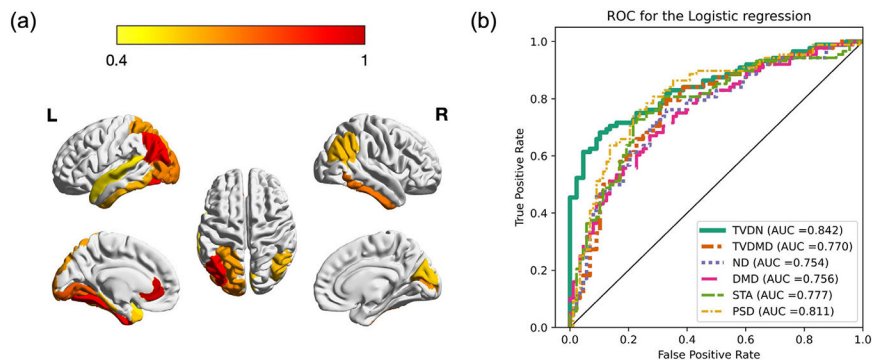 (a)
0.4
1
L
R
(b)
ROC for the Logistic regression
True Positive Rate
1.0
0.8
0.6
0.4
0.2
0.0
0.0
0.2
0.4
0.6
0.8
1.0
False Positive Rate
TVDN (AUC =0.842)
TVDMD (AUC =0.770)
ND (AUC =0.754)
DMD (AUC =0.756)
STA (AUC =0.777)
PSD (AUC =0.811)